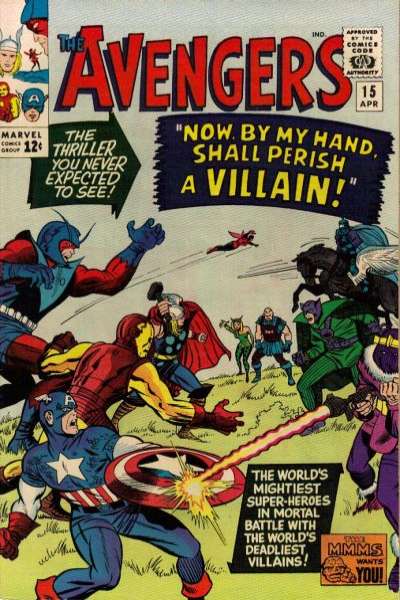 THE AVENGERS
IND.
APPROVED
BY THE
COMICS
CODE
AUTHORITY
15
APR
MARVEL
COMICS
GROUP 12¢
THE
THRILLER
YOU NEVER
EXPECTED
TO SEE!
"NOW, BY MY HAND,
SHALL PERISH
A VILLAIN!"
THE WORLD'S
MIGHTIEST
SUPER-HEROES
IN MORTAL
BATTLE WITH
THE WORLD'S
DEADLIEST
VILLAINS!
THE
M.M.M.S.
WANTS
YOU!